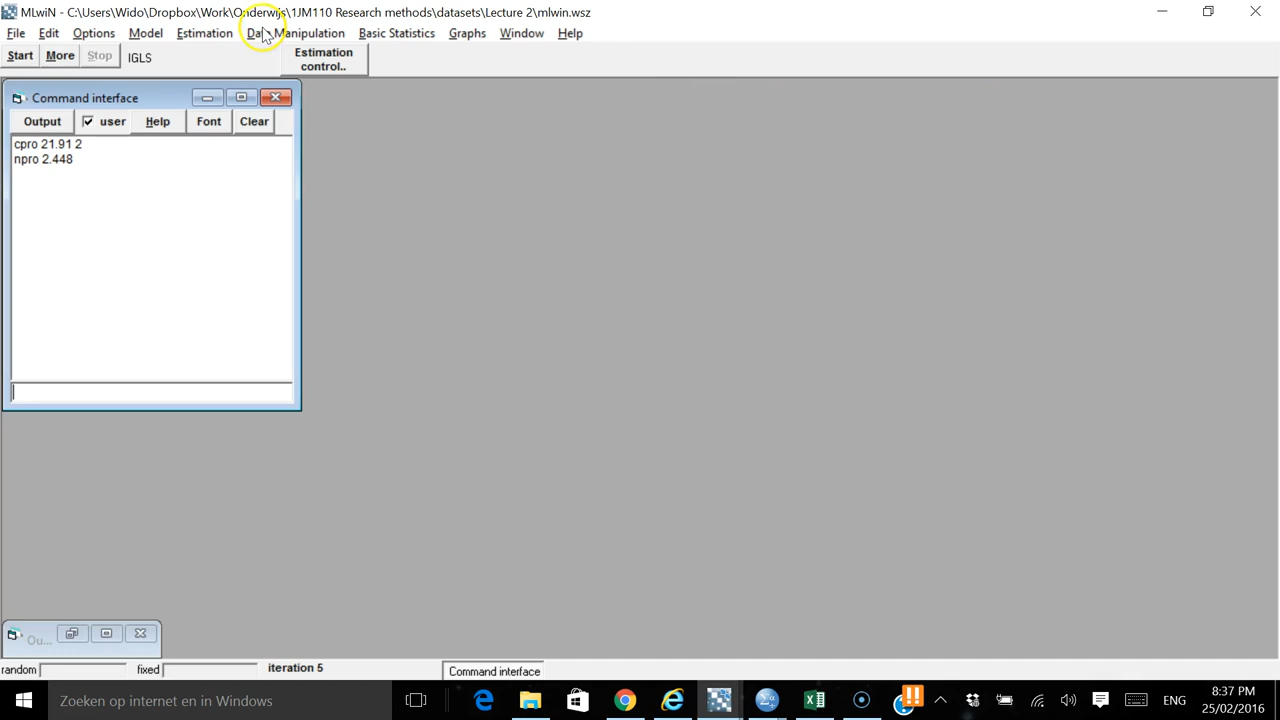 MLwiN - C:\Users\Wido\Dropbox\Work\Onderwijs\1JM110 Research methods\datasets\Lecture 2\mlwin.wsz
File Edit Options Model Estimation Data Manipulation Basic Statistics Graphs Window Help
Start More Stop IGLS Estimation control..
Command interface
Output user Help Font Clear
cpro 21.91 2
npro 2.448
Ou...
random fixed iteration 5 Command interface
Zoeken op internet en in Windows
ENG
8:37 PM
25/02/2016